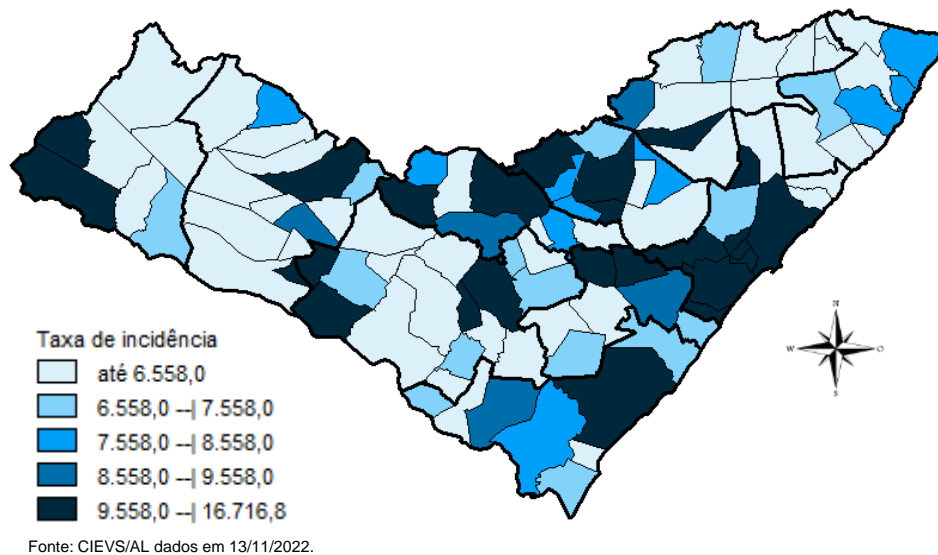 N
W
O
S
Taxa de incidência
até 6.558,0
6.558,0 --| 7.558,0
7.558,0 --| 8.558,0
8.558,0 --| 9.558,0
9.558,0 --| 16.716,8
Fonte: CIEVS/AL dados em 13/11/2022.